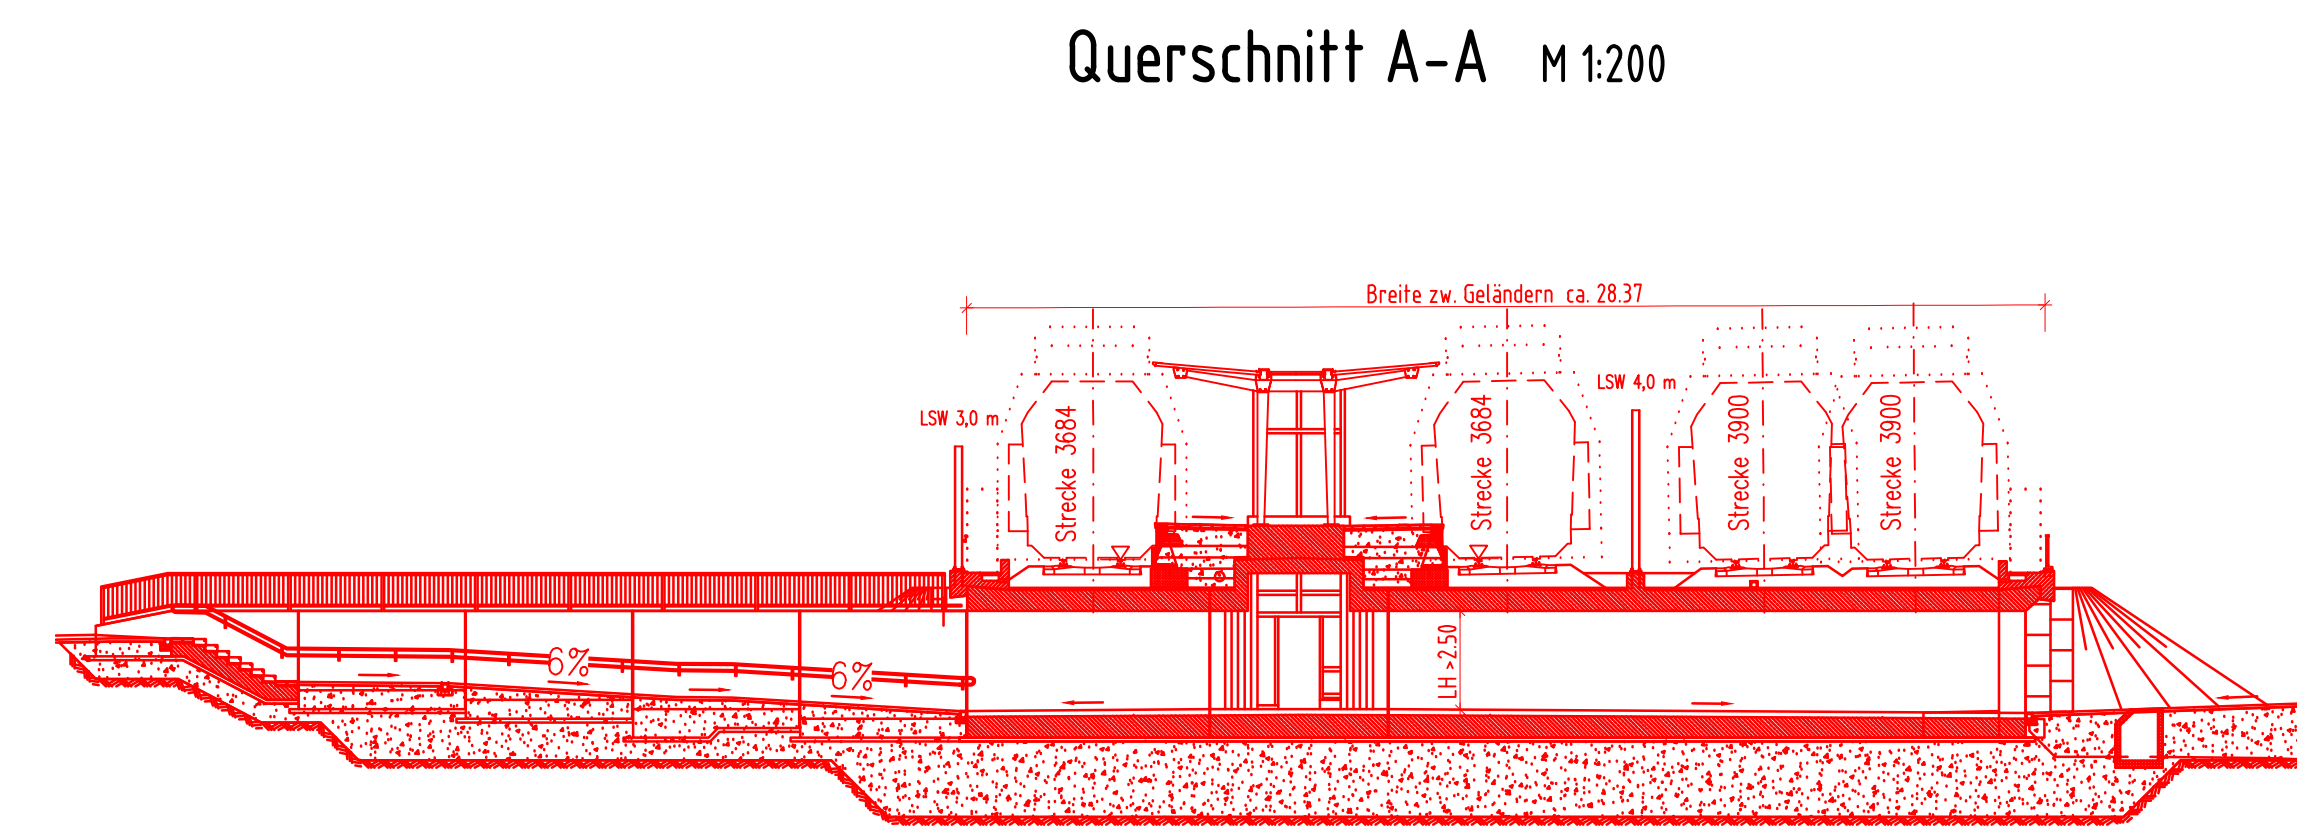 Querschnitt A-A M 1:200
Breite zw. Geländern ca. 28.37
LSW 3,0 m
Strecke 3684
Strecke 3684
LSW 4,0 m
Strecke 3900
Strecke 3900
6%
6%
LH > 2.50